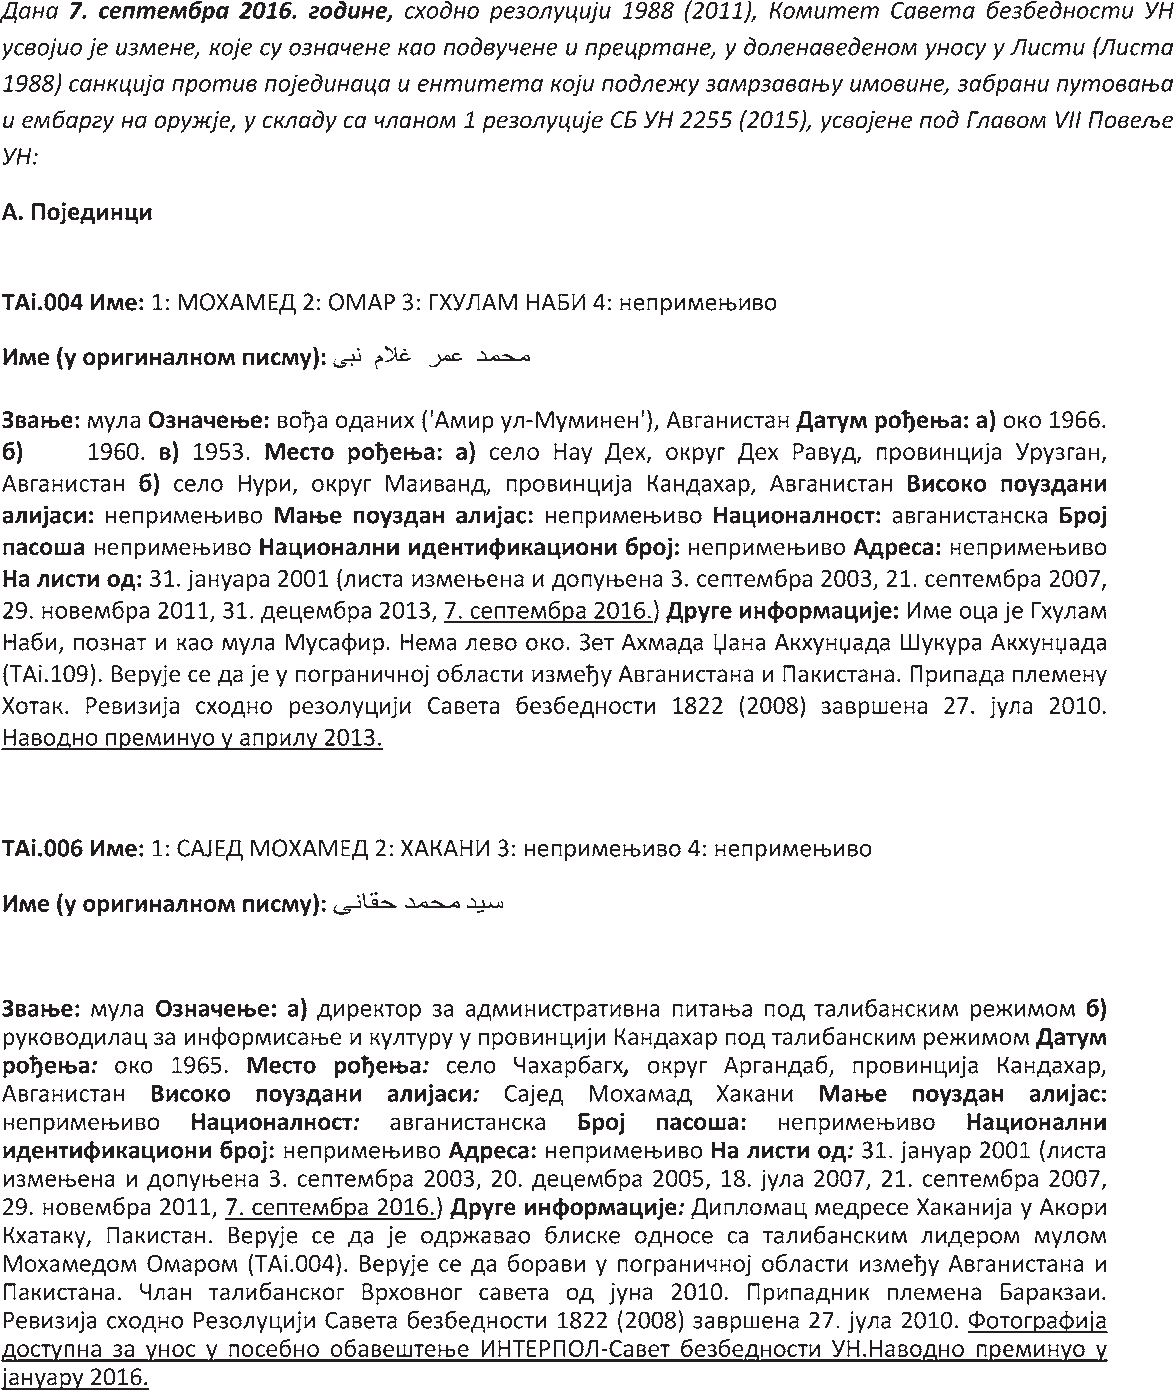 Дана 7. септембра 2016. године, сходно резолуцији 1988 (2011), Комитет Савета безбедности УН
усвојио је измене, које су означене као подвучене и прецртане, у доленаведеном уносу у Листи (Листа
1988) санкција против појединаца и ентитета који подлежу замрзавању имовине, забрани путовања
и ембаргу на оружје, у складу са чланом 1 резолуције СБ УН 2255 (2015), усвојене под Главом VII Повеље
УН:
А. Појединци
TAi.004 Име: 1: МОХАМЕД 2: ОМАР 3: ГХУЛАМ НАБИ 4: непримењиво
Име (у оригиналном писму): محمد عمر غلام نبی
Звање: мула Означење: вођа оданих ('Амир ул-Муминен'), Авганистан Датум рођења: а) око 1966.
б) 1960. в) 1953. Место рођења: а) село Нау Дех, округ Дех Равуд, провинција Урузган,
Авганистан б) село Нури, округ Маиванд, провинција Кандахар, Авганистан Високо поуздани
алијаси: непримењиво Мање поуздан алијас: непримењиво Националност: авганистанска Број
пасоша непримењиво Национални идентификациони број: непримењиво Адреса: непримењиво
На листи од: 31. јануара 2001 (листа измењена и допуњена 3. септембра 2003, 21. септембра 2007,
29. новембра 2011, 31. децембра 2013, 7. септембра 2016.) Друге информације: Име оца је Гхулам
Наби, познат и као мула Мусафир. Нема лево око. Зет Ахмада Џана Акхунџада Шукура Акхунџада
(TAi.109). Верује се да је у пограничној области између Авганистана и Пакистана. Припада племену
Хотак. Ревизија сходно резолуцији Савета безбедности 1822 (2008) завршена 27. јула 2010.
Наводно преминуо у априлу 2013.
TAi.006 Име: 1: САЈЕД МОХАМЕД 2: ХАКАНИ 3: непримењиво 4: непримењиво
Име (у оригиналном писму): سید محمد حقانی
Звање: мула Означење: а) директор за административна питања под талибанским режимом б)
руководилац за информисање и културу у провинцији Кандахар под талибанским режимом Датум
рођења: око 1965. Место рођења: село Чахарбагх, округ Аргандаб, провинција Кандахар,
Авганистан Високо поуздани алијаси: Сајед Мохамад Хакани Мање поуздан алијас:
непримењиво Националност: авганистанска Број пасоша: непримењиво Национални
идентификациони број: непримењиво Адреса: непримењиво На листи од: 31. јануар 2001 (листа
измењена и допуњена 3. септембра 2003, 20. децембра 2005, 18. јула 2007, 21. септембра 2007,
29. новембра 2011, 7. септембра 2016.) Друге информације: Дипломац медресе Хаканија у Акори
Кхатаку, Пакистан. Верује се да је одржавао блиске односе са талибанским лидером мулом
Мохамедом Омаром (TAi.004). Верује се да борави у пограничној области између Авганистана и
Пакистана. Члан талибанског Врховног савета од јуна 2010. Припадник племена Баракзаи.
Ревизија сходно Резолуцији Савета безбедности 1822 (2008) завршена 27. јула 2010. Фотографија
доступна за унос у посебно обавештење ИНТЕРПОЛ-Савет безбедности УН.Наводно преминуо у
јануару 2016.